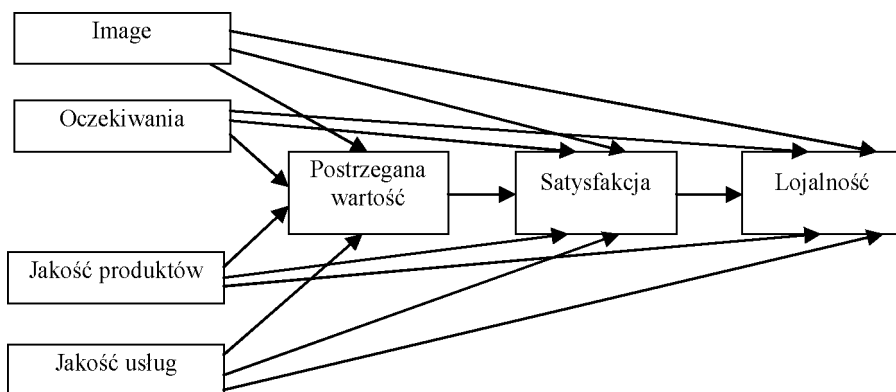 Image
Oczekiwania
Postrzegana
wartość
Satysfakcja
Lojalność
Jakość produktów
Jakość usług